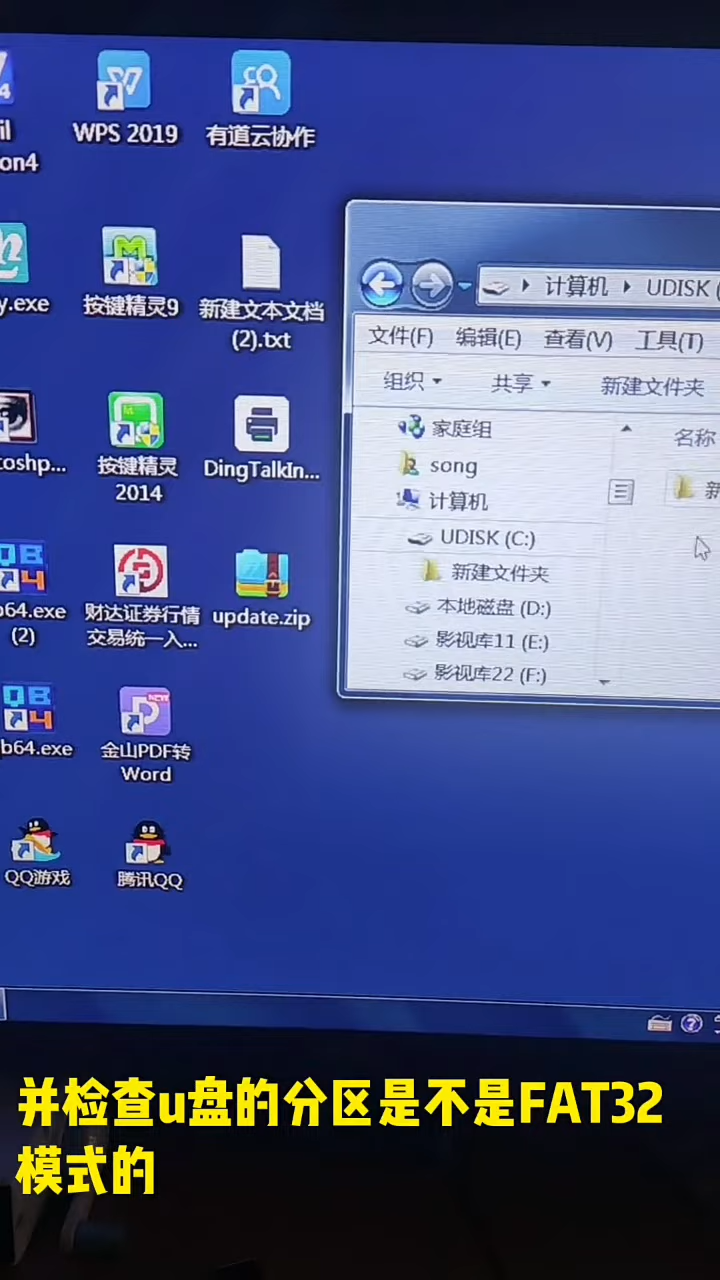 WPS 2019
有道云协作
il
on4
y.exe
按键精灵9
新建文本文档
(2).txt
oshp...
按键精灵
2014
DingTalkIn...
b64.exe
(2)
财达证券行情
交易统一入...
update.zip
b64.exe
金山PDF转
Word
QQ游戏
腾讯QQ
计算机
UDISK (
文件(F)
编辑(E)
查看(V)
工具(T)
组织
共享
新建文件夹
家庭组
song
计算机
UDISK (C:)
新建文件夹
本地磁盘 (D:)
影视库11 (E:)
影视库22 (F:)
名称
新
并检查u盘的分区是不是FAT32
模式的